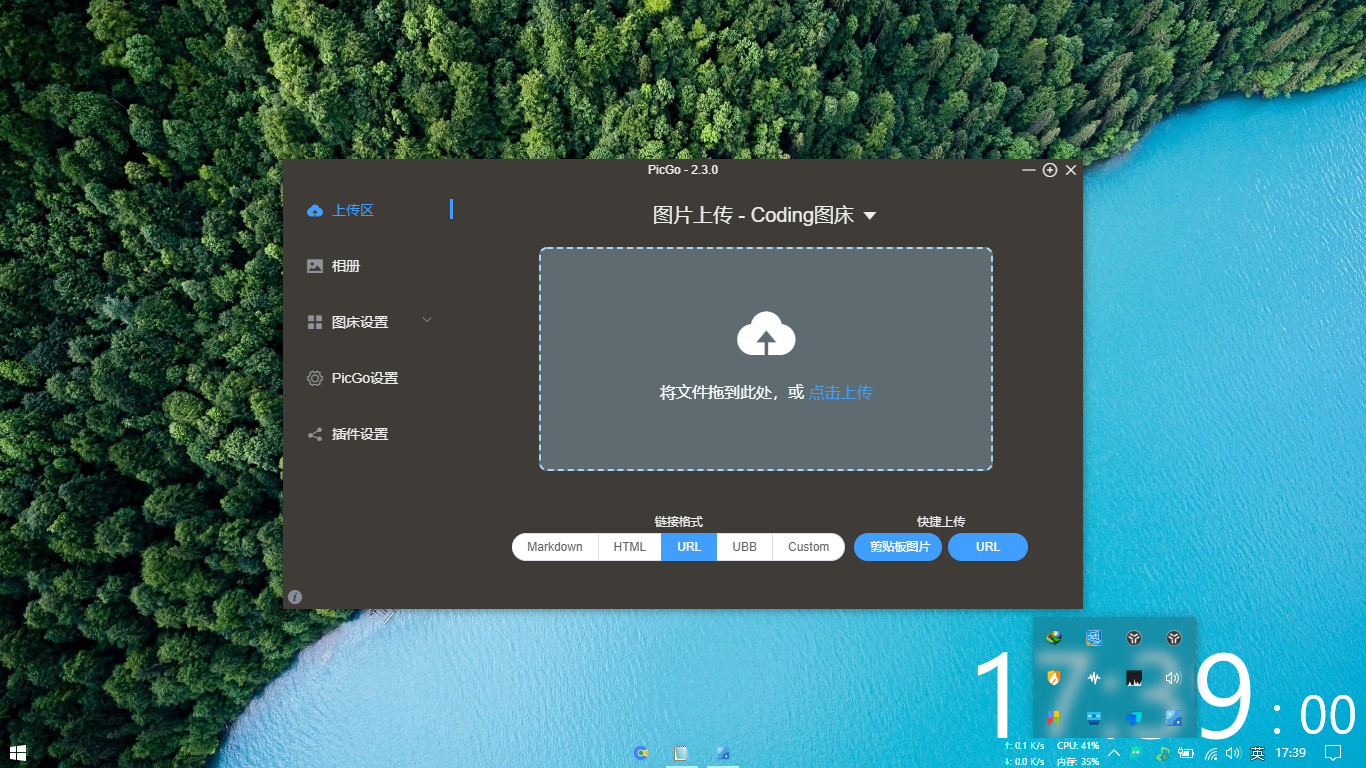 PicGo - 2.3.0
上传区
相册
图床设置
PicGo设置
插件设置
图片上传 - Coding图床
将文件拖到此处，或 点击上传
链接格式
快捷上传
Markdown HTML URL UBB Custom
剪贴板图片 URL
17:39 : 00
↑: 0.1 K/s CPU: 41%
↓: 0.0 K/s 内存: 35%
英
17:39